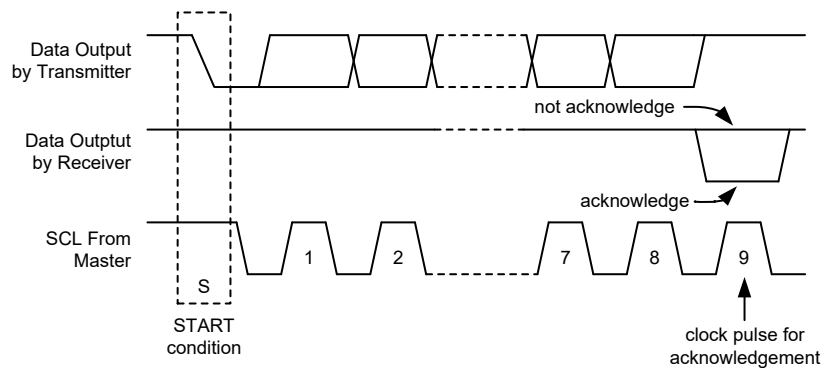 Data Output
by Transmitter
not acknowledge
Data Outptut
by Receiver
acknowledge
SCL From
Master
1
2
7
8
9
S
START
condition
clock pulse for
acknowledgement